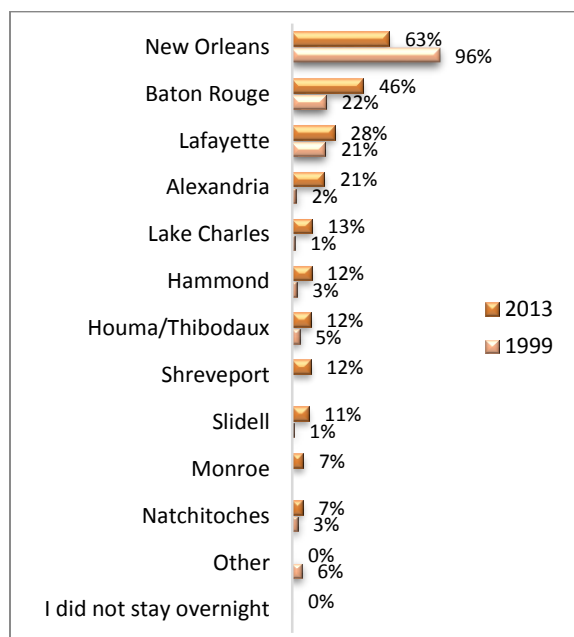 New Orleans
63%
96%
Baton Rouge
46%
22%
Lafayette
28%
21%
Alexandria
21%
2%
Lake Charles
13%
1%
Hammond
12%
3%
Houma/Thibodaux
12%
5%
Shreveport
12%
Slidell
11%
1%
Monroe
7%
Natchitoches
7%
3%
Other
0%
6%
I did not stay overnight
0%
2013
1999